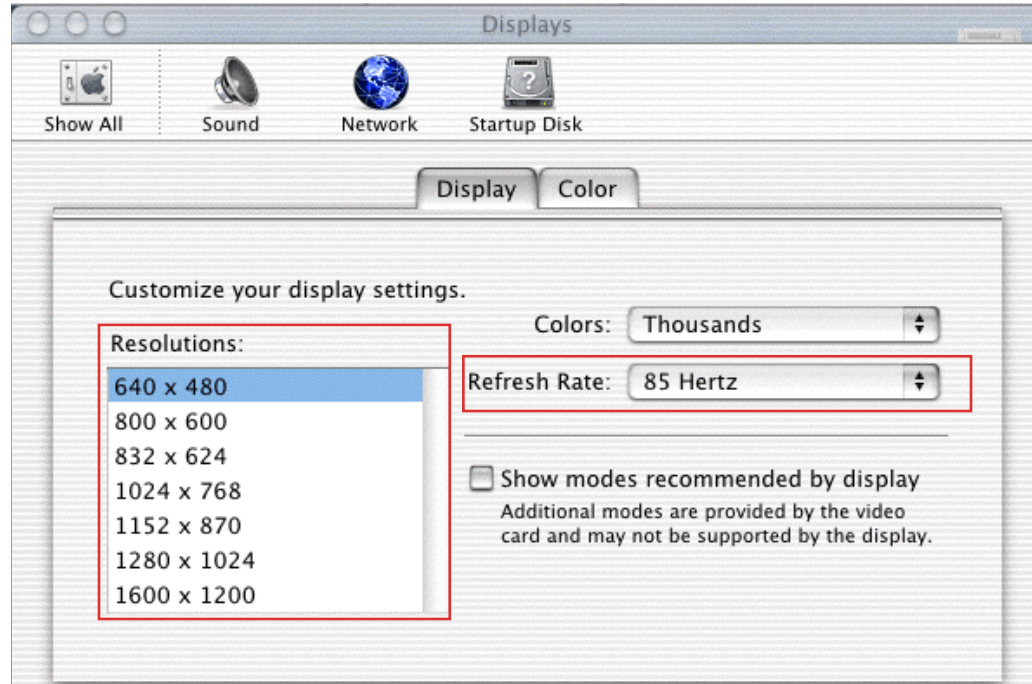 Displays
Show All
Sound
Network
Startup Disk
Display
Color
Customize your display settings.
Resolutions:
640 x 480
800 x 600
832 x 624
1024 x 768
1152 x 870
1280 x 1024
1600 x 1200
Colors: Thousands
Refresh Rate: 85 Hertz
Show modes recommended by display
Additional modes are provided by the video
card and may not be supported by the display.